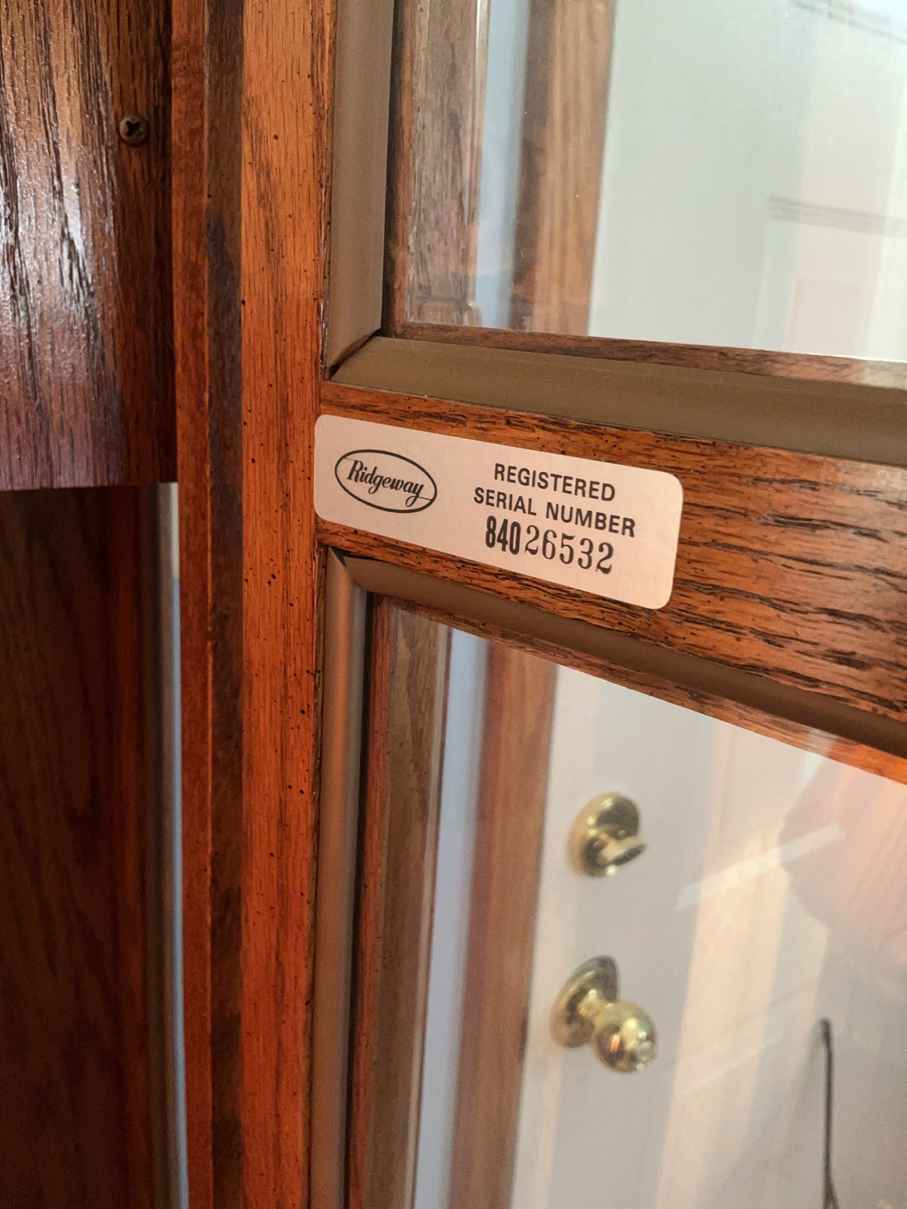 Ridgeway
REGISTERED
SERIAL NUMBER
84026532